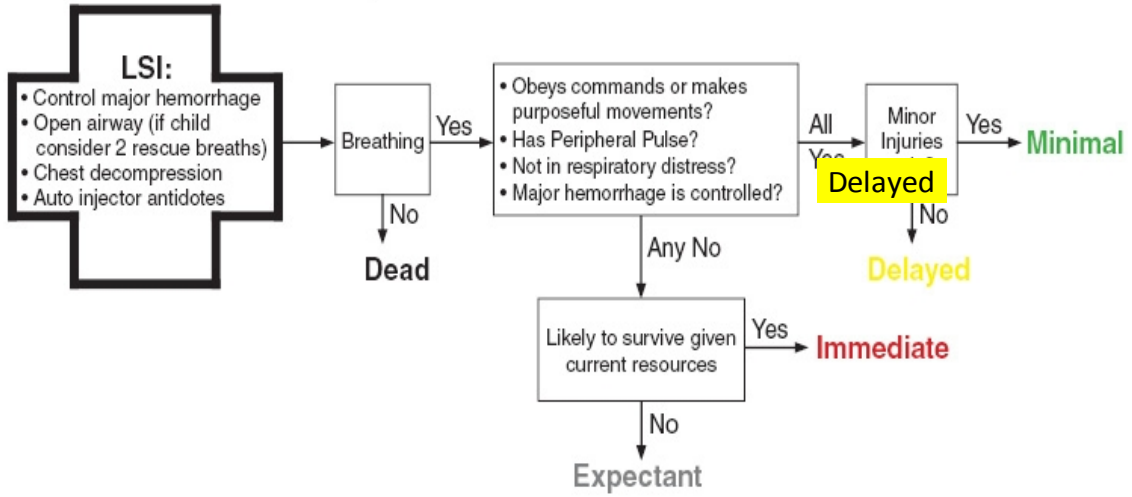 LSI:
• Control major hemorrhage
• Open airway (if child
consider 2 rescue breaths)
• Chest decompression
• Auto injector antidotes
Breathing
Yes
No
Dead
• Obeys commands or makes
purposeful movements?
• Has Peripheral Pulse?
• Not in respiratory distress?
• Major hemorrhage is controlled?
All
Delayed
Minor
Injuries
Yes
Minimal
No
Delayed
Any No
Likely to survive given
current resources
Yes
Immediate
No
Expectant